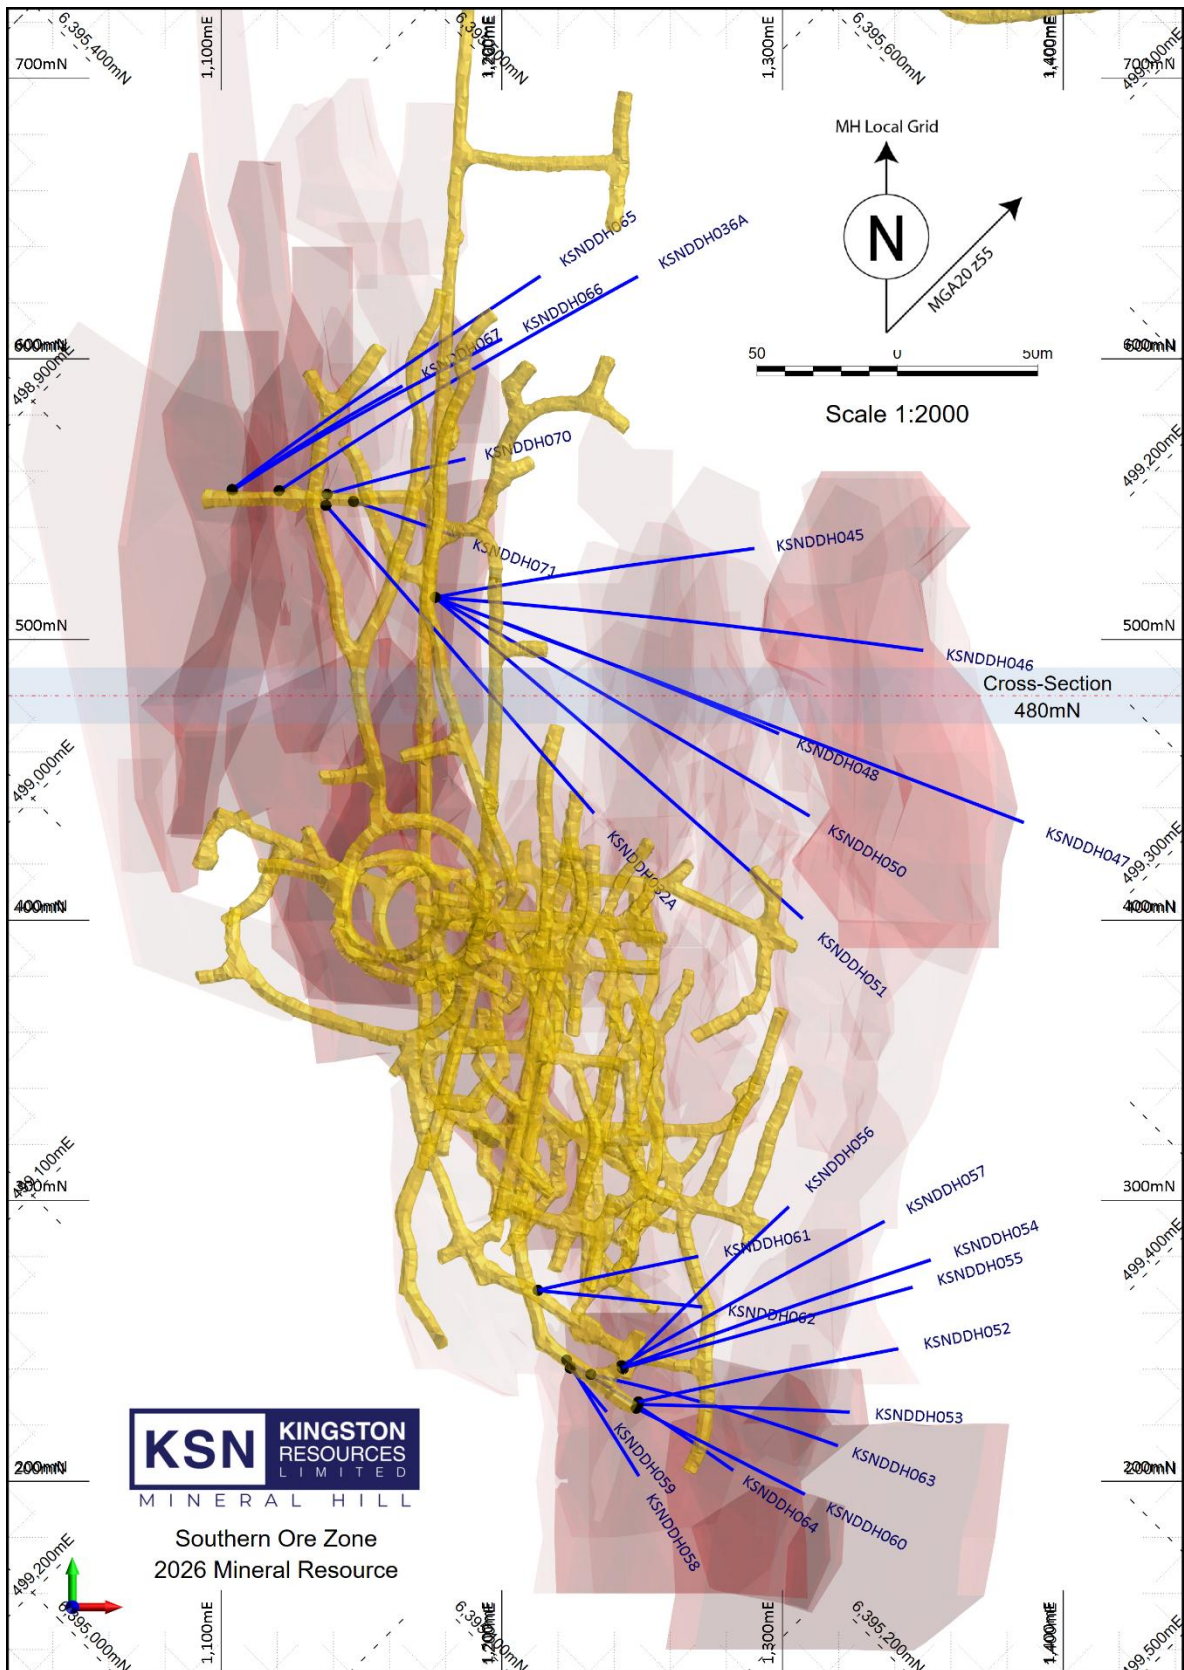 6,395,400mN
1,100mE
6,395,500mN
1,200mE
1,300mE
6,395,600mN
1,400mE
499,100mE
700mN
700mN
MH Local Grid
N
MGA20 z55
KSNDDH065
KSNDDH036A
KSNDDH066
KSNDDH067
50 0 50m
Scale 1:2000
600mN
600mN
498,900mE
499,200mE
KSNDDH070
KSNDDH071
KSNDDH045
500mN
500mN
KSNDDH046
Cross-Section
480mN
499,000mE
KSNDDH048
KSNDDH047
KSNDDH050
499,300mE
400mN
400mN
KSNDDH051
KSNDDH056
KSNDDH057
499,100mE
300mN
300mN
KSNDDH061
KSNDDH054
KSNDDH055
499,400mE
KSNDDH062
KSNDDH052
KSNDDH053
KSN
KINGSTON
RESOURCES
LIMITED
MINERAL HILL
KSNDDH059
KSNDDH063
200mN
200mN
KSNDDH058
KSNDDH064
KSNDDH060
Southern Ore Zone
2026 Mineral Resource
499,200mE
6,395,000mN
1,100mE
1,200mE
1,300mE
6,395,200mN
1,400mE
499,500mE